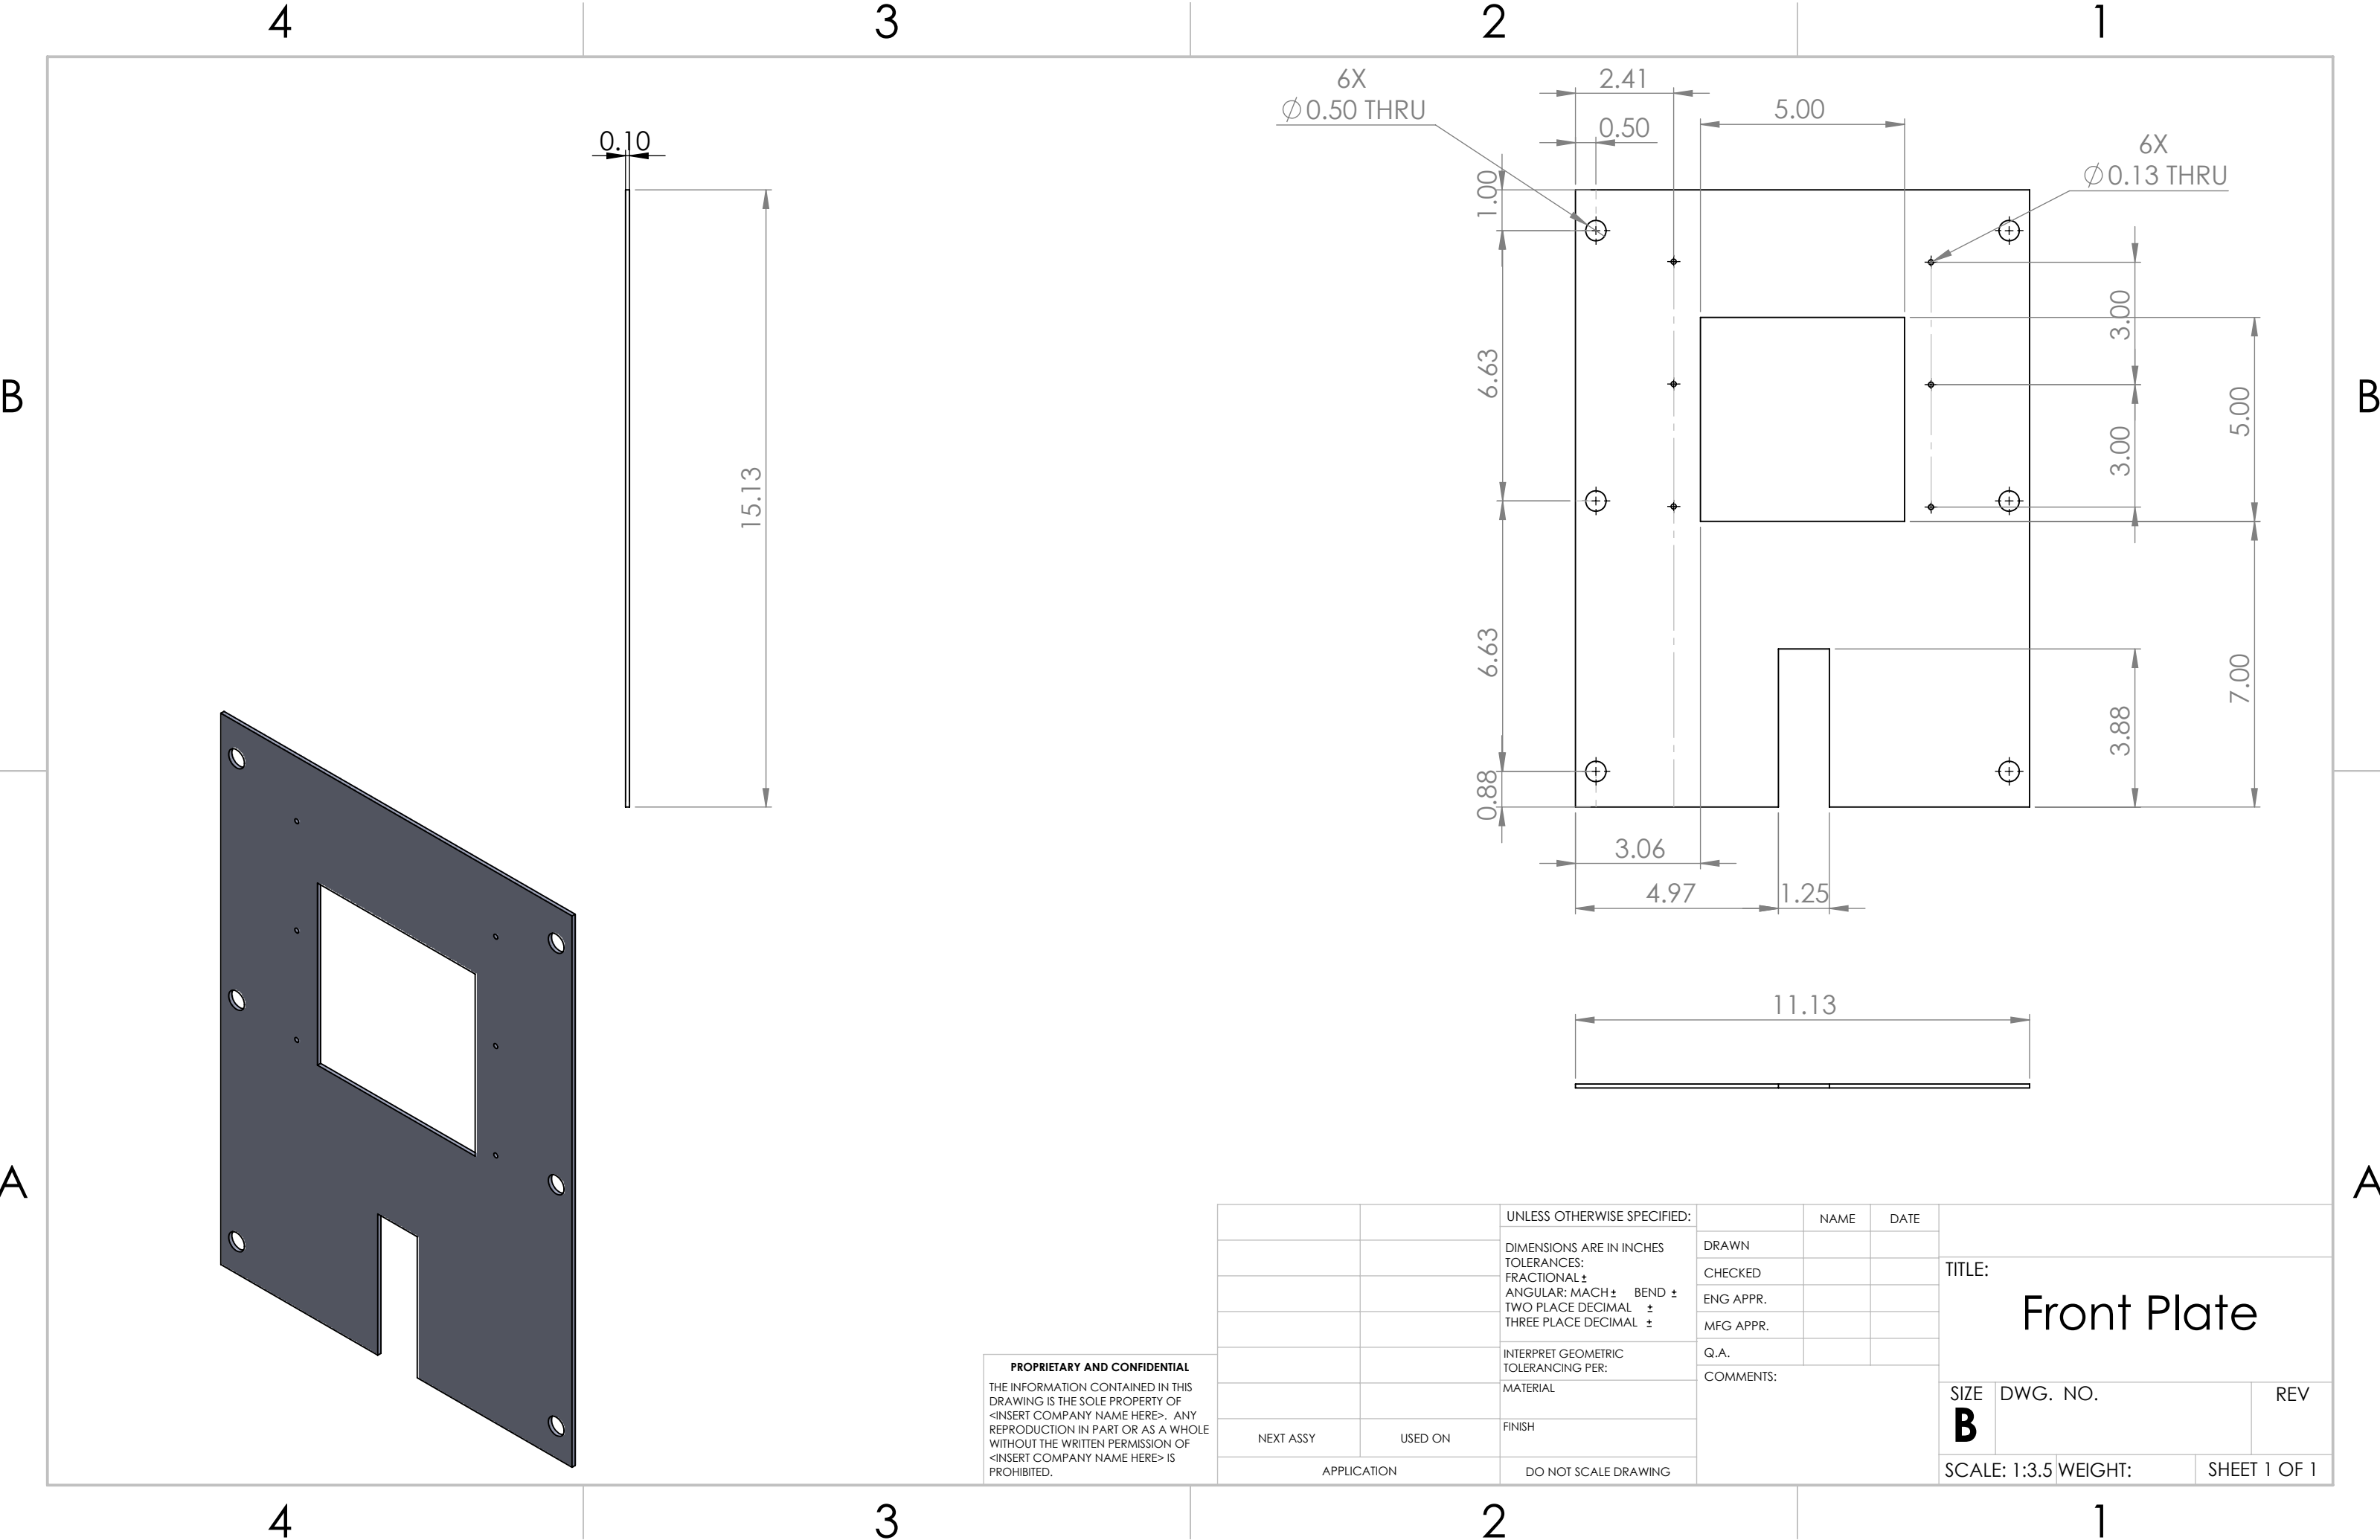 4
3
2
1
B
B
A
A
0.10
15.13
6X
⌀0.50 THRU
2.41
0.50
5.00
6X
⌀0.13 THRU
1.00
6.63
6.63
0.88
3.00
3.00
5.00
7.00
3.88
3.06
4.97
1.25
11.13
PROPRIETARY AND CONFIDENTIAL
THE INFORMATION CONTAINED IN THIS
DRAWING IS THE SOLE PROPERTY OF
<INSERT COMPANY NAME HERE>. ANY
REPRODUCTION IN PART OR AS A WHOLE
WITHOUT THE WRITTEN PERMISSION OF
<INSERT COMPANY NAME HERE> IS
PROHIBITED.
NEXT ASSY
USED ON
APPLICATION
UNLESS OTHERWISE SPECIFIED:
DIMENSIONS ARE IN INCHES
TOLERANCES:
FRACTIONAL ±
ANGULAR: MACH ± BEND ±
TWO PLACE DECIMAL ±
THREE PLACE DECIMAL ±
INTERPRET GEOMETRIC
TOLERANCING PER:
MATERIAL
FINISH
DO NOT SCALE DRAWING
NAME
DATE
DRAWN
CHECKED
ENG APPR.
MFG APPR.
Q.A.
COMMENTS:
TITLE:
Front Plate
SIZE
B
DWG. NO.
REV
SCALE: 1:3.5
WEIGHT:
SHEET 1 OF 1
4
3
2
1